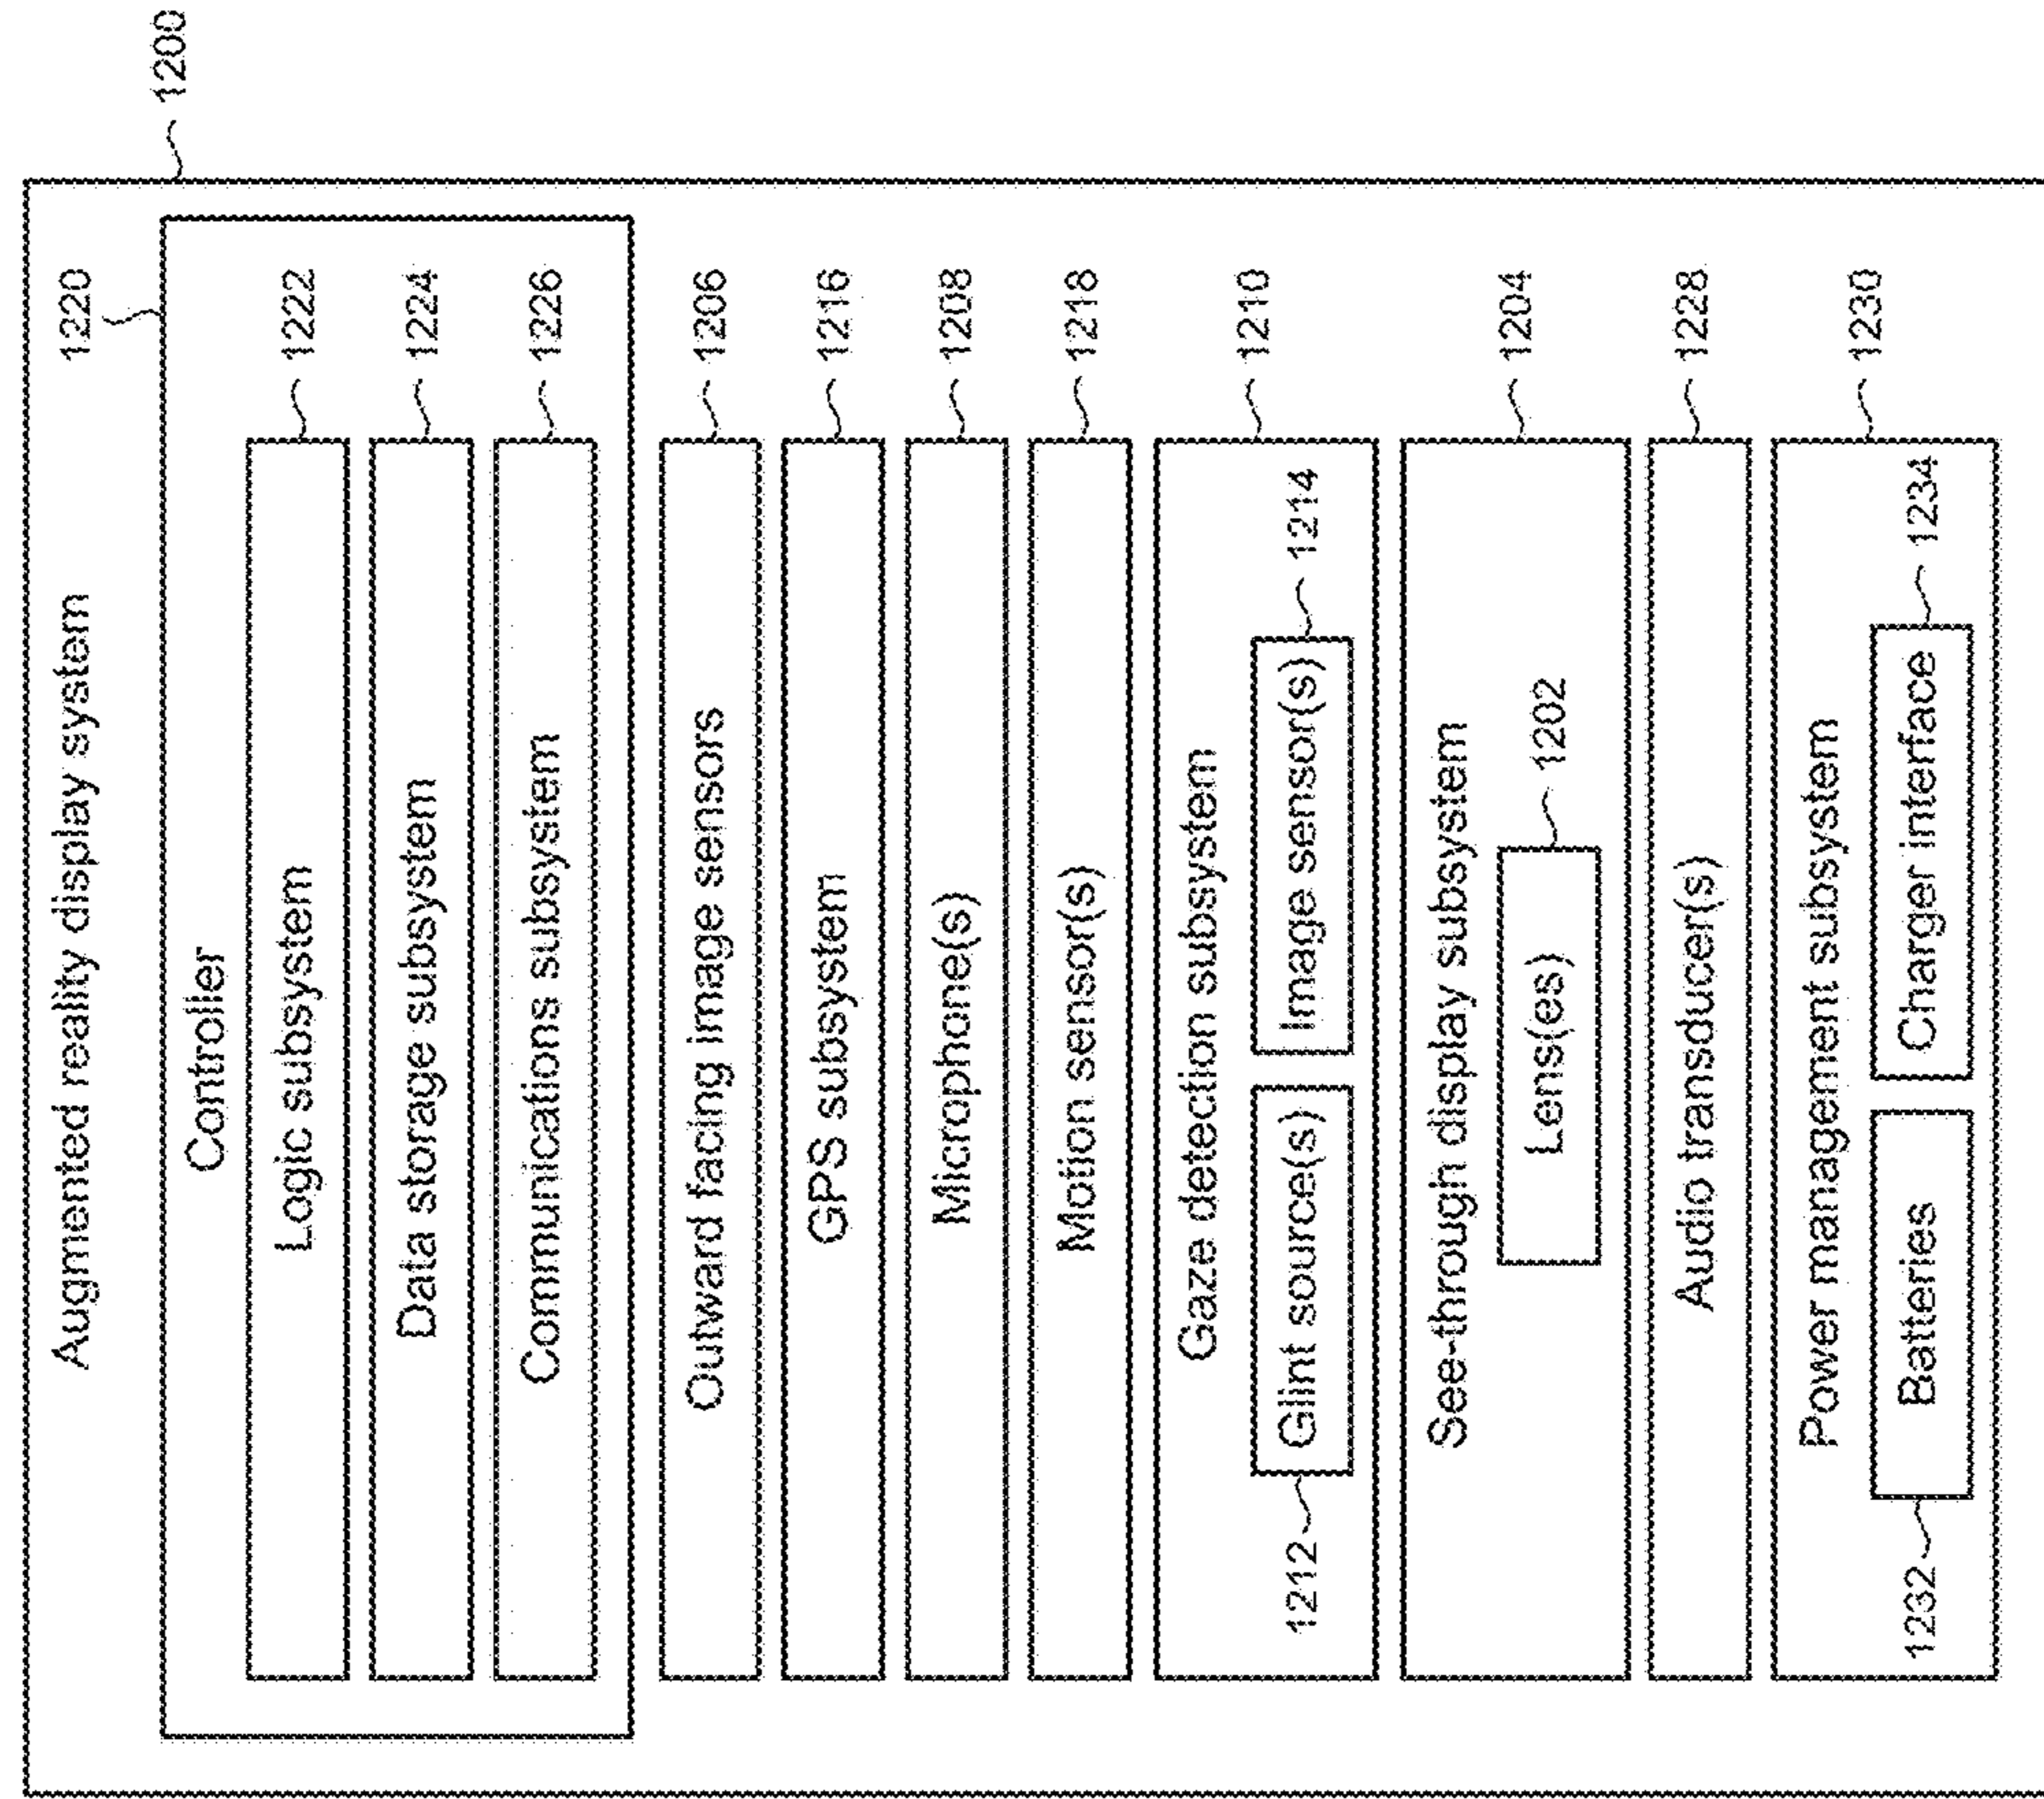 Augmented reality display system
1220
1200
Controller
Logic subsystem
1222
Data storage subsystem
1224
Communications subsystem
1226
Outward facing image sensors
1206
GPS subsystem
1216
Microphone(s)
1208
Motion sensor(s)
1218
Gaze detection subsystem
1210
1212
Glint source(s)
Image sensor(s)
1214
See-through display subsystem
1204
Lens(es)
1202
Audio transducer(s)
1228
Power management subsystem
1230
1232
Batteries
Charger interface
1234